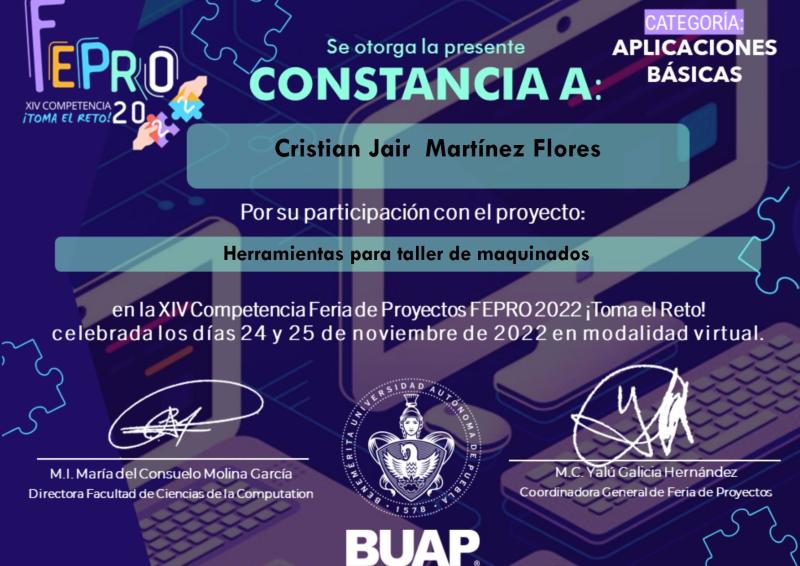 FEPRO
XIV COMPETENCIA
¡TOMA EL RETO! 20
CATEGORÍA:
APLICACIONES
BÁSICAS
Se otorga la presente
CONSTANCIA A:
Cristian Jair Martínez Flores
Por su participación con el proyecto:
Herramientas para taller de maquinados
en la XIV Competencia Feria de Proyectos FEPRO 2022 ¡Toma el Reto!
celebrada los días 24 y 25 de noviembre de 2022 en modalidad virtual.
M.I. María del Consuelo Molina García
Directora Facultad de Ciencias de la Computation
BENEMÉRITA UNIVERSIDAD AUTÓNOMA DE PUEBLA
1578
BUAP
M.C. Yalú Galicia Hernández
Coordinadora General de Feria de Proyectos